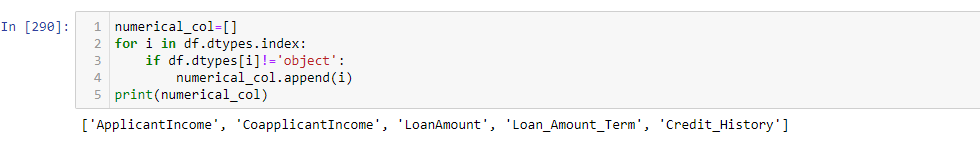 In [290]:
1 numerical_col=[]
2 for i in df.dtypes.index:
3     if df.dtypes[i]!='object':
4         numerical_col.append(i)
5 print(numerical_col)
['ApplicantIncome', 'CoapplicantIncome', 'LoanAmount', 'Loan_Amount_Term', 'Credit_History']